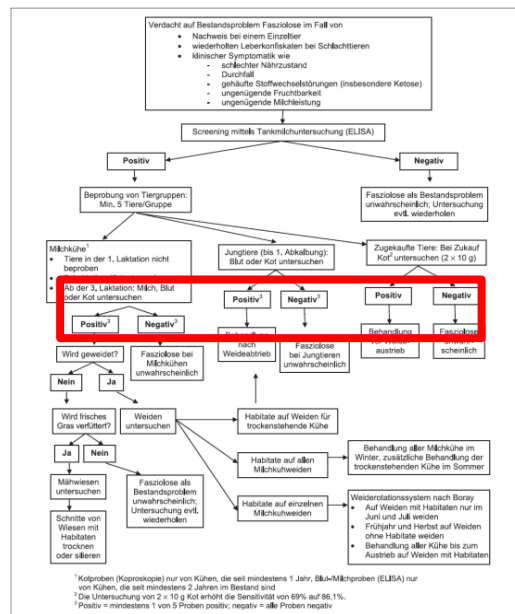 Verdacht auf Bestandsproblem Fasziolose im Fall von
• Nachweis bei einem Einzeltier
• wiederholten Leberkonfiskaten bei Schlachttieren
• klinischer Symptomatik wie
- schlechter Nährzustand
- Durchfall
- gehäufte Stoffwechselstörungen (insbesondere Ketose)
- ungenügende Fruchtbarkeit
- ungenügende Milchleistung
Screening mittels Tankmilchuntersuchung (ELISA)
Positiv
Negativ
Beprobung von Tiergruppen:
Min. 5 Tiere/Gruppe
Fasziolose als Bestandsproblem
unwahrscheinlich; Untersuchung
evtl. wiederholen
Milchkühe1
• Tiere in der 1. Laktation nicht
beproben
• Ab der 3. Laktation: Milch, Blut
oder Kot untersuchen
Jungtiere (bis 1. Abkalbung):
Blut oder Kot untersuchen
Zugekaufte Tiere: Bei Zukauf
Kot2 untersuchen (2 × 10 g)
Positiv3
Negativ3
Positiv3
Negativ3
Positiv
Negativ
Wird geweidet?
Fasziolose bei
Milchkühen
unwahrscheinlich
nach
Weideabtrieb
Fasziolose
bei Jungtieren
unwahrscheinlich
Behandlung
austrieb
Fasziolose
scheinlich
Nein
Ja
Wird frisches
Gras verfüttert?
Weiden
untersuchen
Habitate auf Weiden für
trockenstehende Kühe
Ja
Nein
Habitate auf allen
Milchkuhweiden
Behandlung aller Milchkühe im
Winter, zusätzliche Behandlung der
trockenstehenden Kühe im Sommer
Mähwiesen
untersuchen
Fasziolose als
Bestandsproblem
unwahrscheinlich;
Untersuchung evtl.
wiederholen
Habitate auf einzelnen
Milchkuhweiden
Weiderotationssystem nach Boray
• Auf Weiden mit Habitaten nur im
Juni und Juli weiden
• Frühjahr und Herbst auf Weiden
ohne Habitate weiden
• Behandlung aller Kühe bis zum
Austrieb auf Weiden mit Habitaten
Schnitte von
Wiesen mit
Habitaten
trocknen
oder silieren
1 Kotproben (Koproskopie) nur von Kühen, die seit mindestens 1 Jahr, Blut-/Milchproben (ELISA) nur
von Kühen, die seit mindestens 2 Jahren im Bestand sind
2 Die Untersuchung von 2 × 10 g Kot erhöht die Sensitivität von 69% auf 86,1%.
3 Positiv = mindestens 1 von 5 Proben positiv; negativ = alle Proben negativ